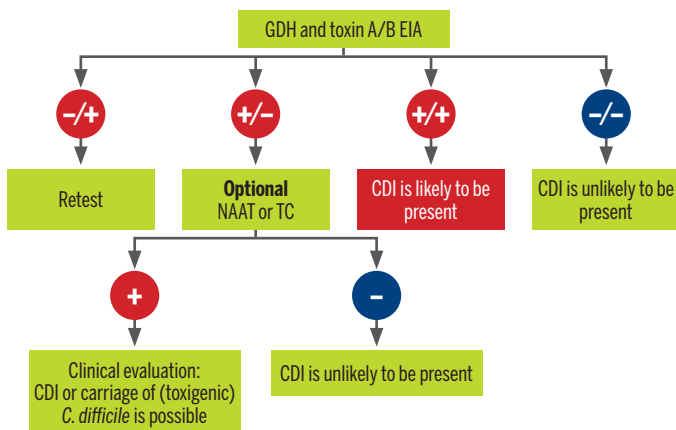 GDH and toxin A/B EIA
–/+
+/–
+/+
–/–
Retest
Optional
NAAT or TC
CDI is likely to be
present
CDI is unlikely to be
present
+
–
Clinical evaluation:
CDI or carriage of (toxigenic)
C. difficile is possible
CDI is unlikely to be present